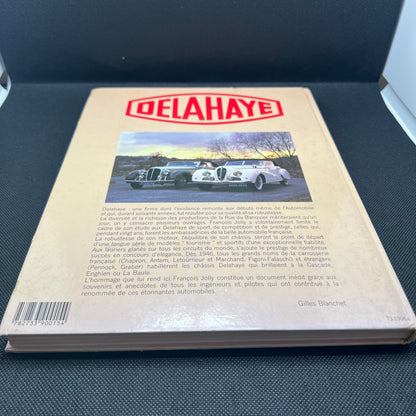 DELAHAYE
Delahaye : une firme dont l'existence remonte aux débuts même de l'Automobile
et qui, durant soixante années, fut réputée pour sa qualité et sa robustesse.
La diversité et la richesse des productions de la Rue du Banquier mériteraient qu'un
jour, on y consacre plusieurs ouvrages. François Jolly a volontairement limité le
cadre de son étude aux Delahaye de sport, de compétition et de prestige, celles qui,
pendant vingt ans, furent les ambassadrices de la belle automobile française.
La robustesse de son moteur, l'équilibre de son châssis seront le point de départ
d'une longue série de modèles " tourisme " et sportifs d'une exceptionnelle fiabilité.
Aux lauriers glanés sur tous les circuits du monde, s'ajoute le prestige de nombreux
succès en concours d'élégance. Dès 1946, tous les grands noms de la carrosserie
française (Chapron, Antem, Letourneur et Marchand, Figoni-Falaschi) et étrangère
(Pennock, Graber) habillèrent les châssis Delahaye qui brillaient à la Cascade,
Enghien ou La Baule.
L'hommage que lui rend ici François Jolly constitue un document inédit grâce aux
souvenirs et anecdotes de tous les ingénieurs et pilotes qui ont contribué à la
renommée de ces étonnantes automobiles...
Gilles Blanchet
9782733900154